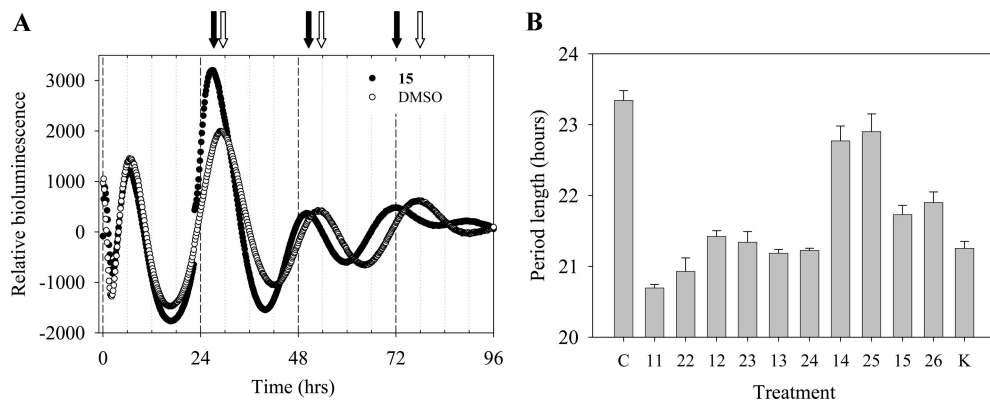 A
Relative bioluminescence
3000
2000
1000
0
-1000
-2000
15
DMSO
0 24 48 72 96
Time (hrs)
B
Period length (hours)
24
23
22
21
20
C 11 22 12 23 13 24 14 25 15 26 K
Treatment